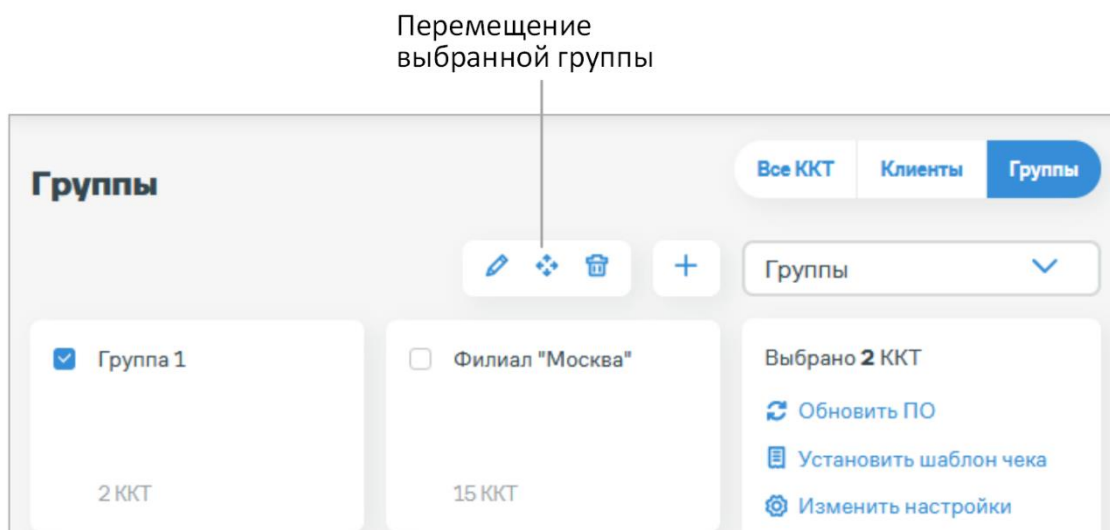 Перемещение
выбранной группы
Группы
Все ККТ Клиенты Группы
Группы
Группа 1
2 ККТ
Филиал "Москва"
15 ККТ
Выбрано 2 ККТ
Обновить ПО
Установить шаблон чека
Изменить настройки